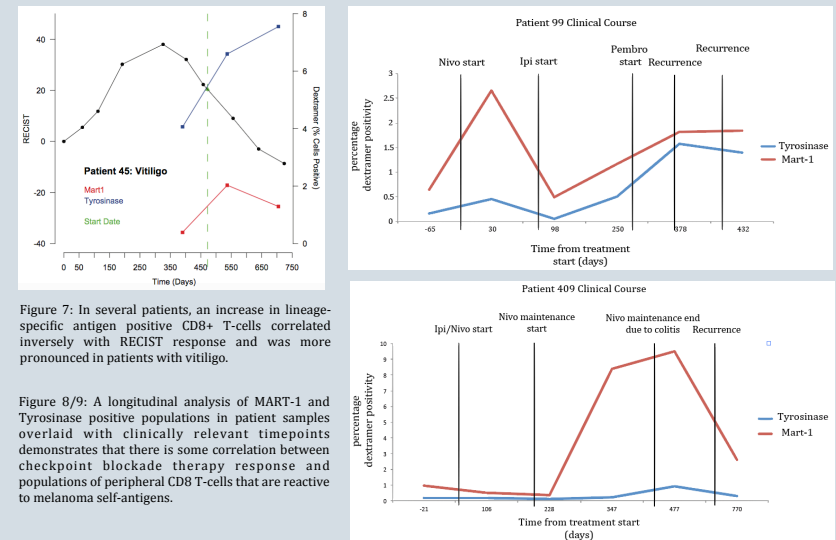 40
20
0
-20
-40
RECIST
8
6
4
2
0
Dextramer (% Cells Positive)
Patient 45: Vitiligo
Mart1
Tyrosinase
Start Date
0 50 150 250 350 450 550 650 750
Time (Days)
Figure 7: In several patients, an increase in lineage-
specific antigen positive CD8+ T-cells correlated
inversely with RECIST response and was more
pronounced in patients with vitiligo.
Figure 8/9: A longitudinal analysis of MART-1 and
Tyrosinase positive populations in patient samples
overlaid with clinically relevant timepoints
demonstrates that there is some correlation between
checkpoint blockade therapy response and
populations of peripheral CD8 T-cells that are reactive
to melanoma self-antigens.
Patient 99 Clinical Course
Nivo start
Ipi start
Pembro
start
Recurrence
Recurrence
3
2.5
2
1.5
1
0.5
0
percentage
dextramer positivity
-65 30 98 250 378 432
Time from treatment
start (days)
Tyrosinase
Mart-1
Patient 409 Clinical Course
Ipi/Nivo start
Nivo maintenance
start
Nivo maintenance end
due to colitis
Recurrence
10
9
8
7
6
5
4
3
2
1
0
percentage
dextramer positivity
-21 106 228 347 477 770
Time from treatment start
(days)
Tyrosinase
Mart-1